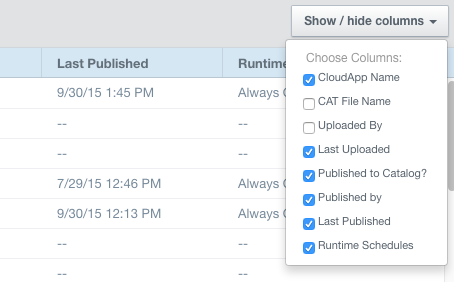 Show / hide columns
Last Published Runtime
Choose Columns:
CloudApp Name
CAT File Name
Uploaded By
Last Uploaded
Published to Catalog?
Published by
Last Published
Runtime Schedules
9/30/15 1:45 PM Always
-- --
-- --
7/29/15 12:46 PM Always
9/30/15 12:13 PM Always
-- --
-- --